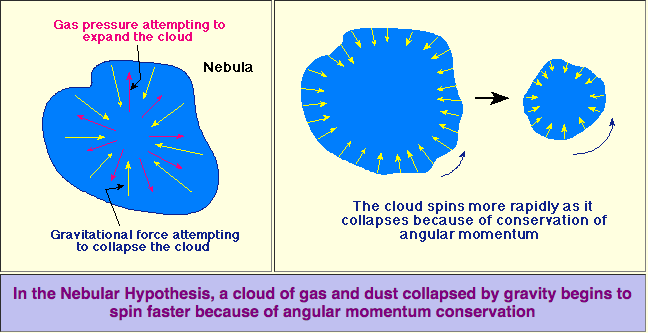 Gas pressure attempting to
expand the cloud
Nebula
Gravitational force attempting
to collapse the cloud
The cloud spins more rapidly as it
collapses because of conservation of
angular momentum
In the Nebular Hypothesis, a cloud of gas and dust collapsed by gravity begins to
spin faster because of angular momentum conservation